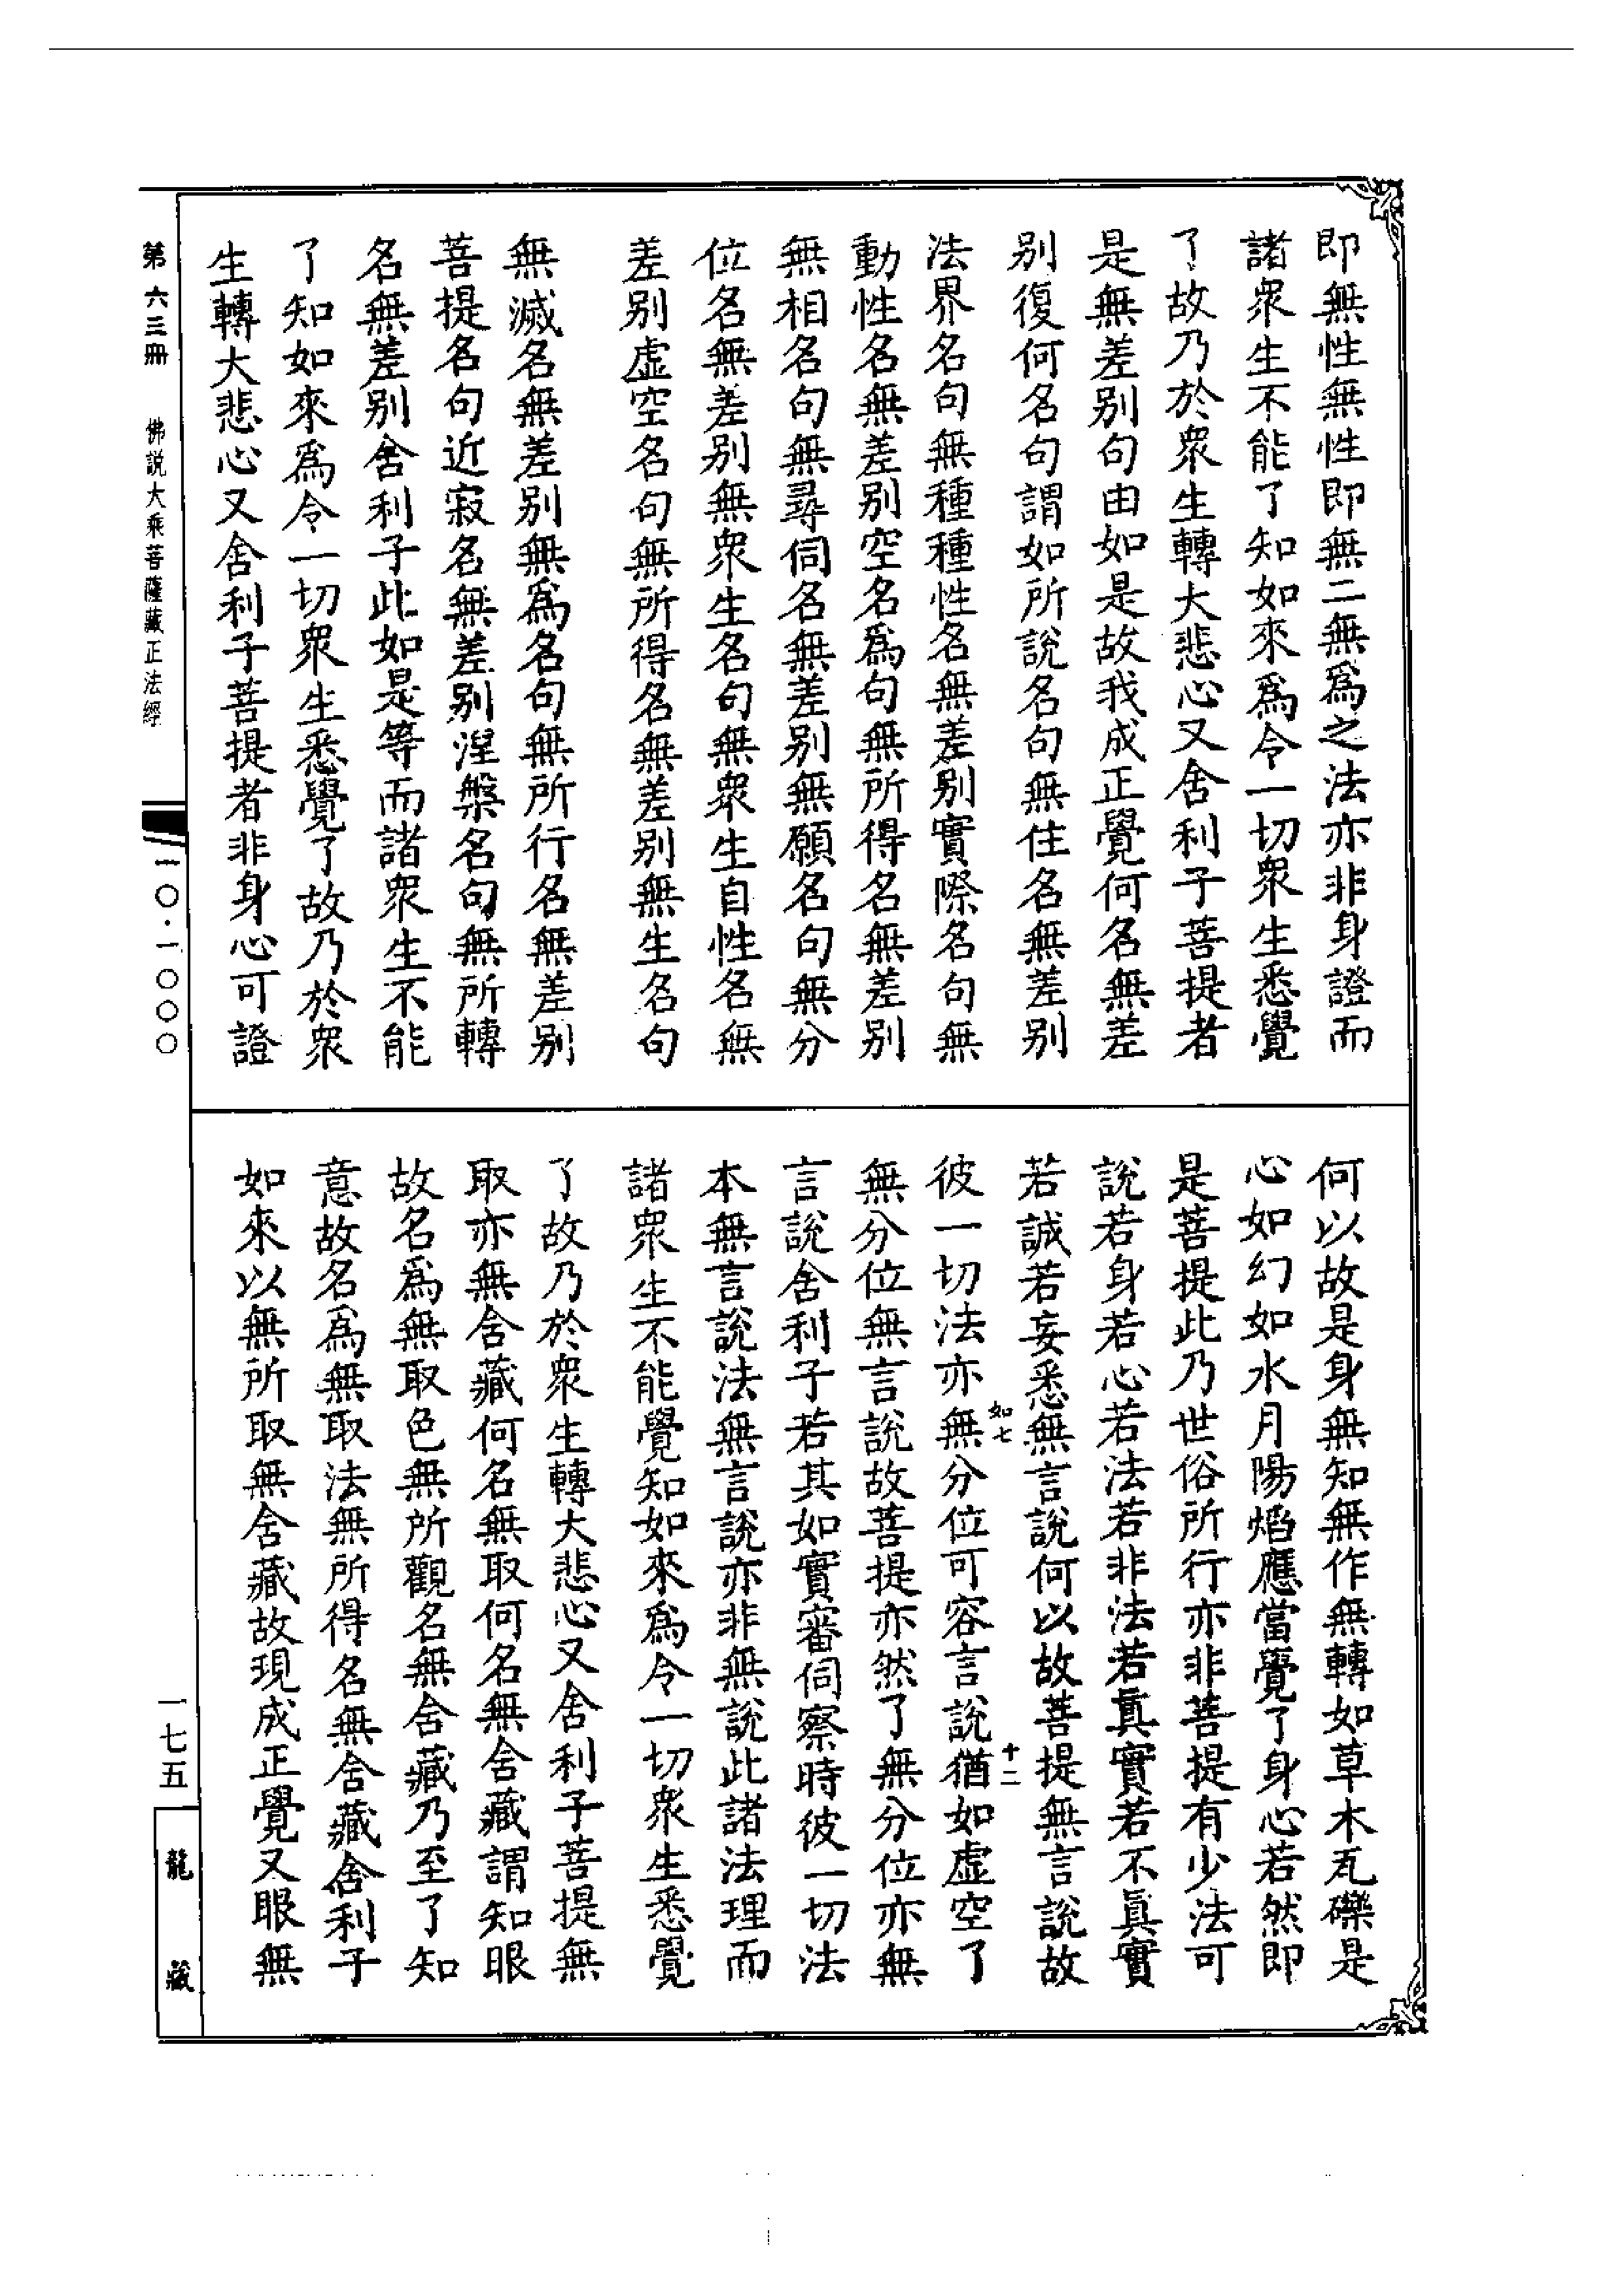 即無性無性即無二無爲之法亦非身證而
諸衆生不能了知如來爲令一切衆生悉覺
了故乃於衆生轉大悲心又舍利子菩提者
是無差別句由如是故我成正覺何名無差
別復何名句謂如所說名句無住名無差別
法界名句無種種性名無差別實際名句無
動性名無差別空名爲句無所得名無差別
無相名句無尋伺名無差別無願名句無分
位名無差別無衆生名句無衆生自性名無
差別虛空名句無所得名無差別無生名句
無滅名無差別無爲名句無所行名無差別
菩提名句近寂名無差別涅槃名句無所轉
名無差別舍利子此如是等而諸衆生不能
了知如來爲令一切衆生悉覺了故乃於衆
生轉大悲心又舍利子菩提者非身心可證
何以故是身無知無作無轉如草木瓦礫是
心如幻如水月陽焰應當覺了身心若然即
是菩提此乃世俗所行亦非菩提有少法可
說若身若心若法若非法若眞實若不眞實
若誠若妄悉無言說何以故菩提無言說故
如七
十二
彼一切法亦無分位可容言說猶如虛空了
無分位無言說故菩提亦然了無分位亦無
言說舍利子若其如實審伺察時彼一切法
本無言說法無言說亦非無說此諸法理而
諸衆生不能覺知如來爲令一切衆生悉覺
了故乃於衆生轉大悲心又舍利子菩提無
取亦無舍藏何名無取何名無舍藏謂知眼
故名爲無取色無所觀名無舍藏乃至了知
意故名爲無取法無所得名無舍藏舍利子
如來以無所取無舍藏故現成正覺又眼無
第六三冊
佛説大乘菩薩藏正法經
一〇·一〇〇〇
一七五
龍藏